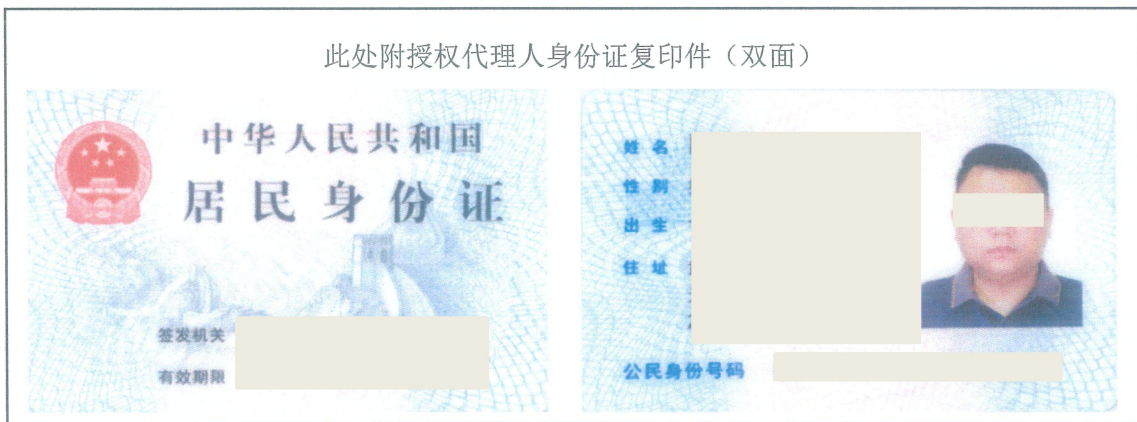 此处附授权代理人身份证复印件（双面）
中华人民共和国
居民身份证
签发机关
有效期限
姓名
性别
出生
住址
公民身份号码